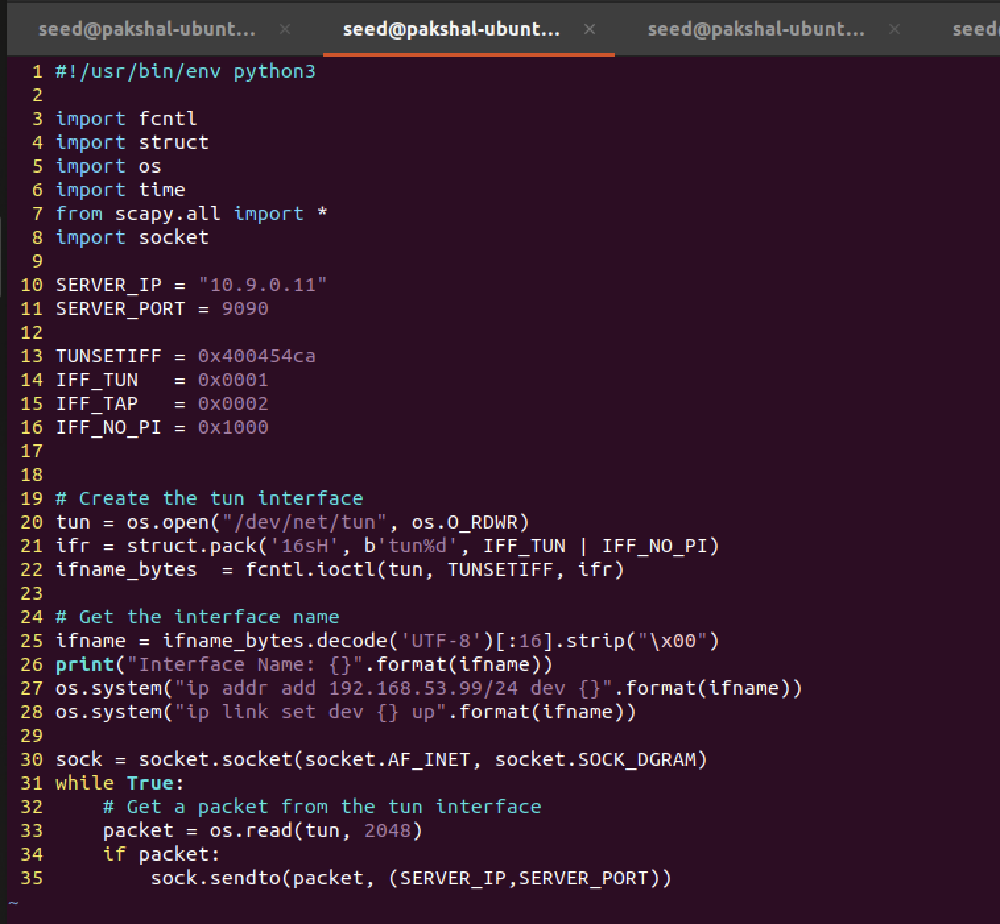 seed@pakshal-ubunt... × seed@pakshal-ubunt... × seed@pakshal-ubunt... × seed
1 #!/usr/bin/env python3
2
3 import fcntl
4 import struct
5 import os
6 import time
7 from scapy.all import *
8 import socket
9
10 SERVER_IP = "10.9.0.11"
11 SERVER_PORT = 9090
12
13 TUNSETIFF = 0x400454ca
14 IFF_TUN   = 0x0001
15 IFF_TAP   = 0x0002
16 IFF_NO_PI = 0x1000
17
18
19 # Create the tun interface
20 tun = os.open("/dev/net/tun", os.O_RDWR)
21 ifr = struct.pack('16sH', b'tun%d', IFF_TUN | IFF_NO_PI)
22 ifname_bytes  = fcntl.ioctl(tun, TUNSETIFF, ifr)
23
24 # Get the interface name
25 ifname = ifname_bytes.decode('UTF-8')[:16].strip("\x00")
26 print("Interface Name: {}".format(ifname))
27 os.system("ip addr add 192.168.53.99/24 dev {}".format(ifname))
28 os.system("ip link set dev {} up".format(ifname))
29
30 sock = socket.socket(socket.AF_INET, socket.SOCK_DGRAM)
31 while True:
32     # Get a packet from the tun interface
33     packet = os.read(tun, 2048)
34     if packet:
35         sock.sendto(packet, (SERVER_IP,SERVER_PORT))
~